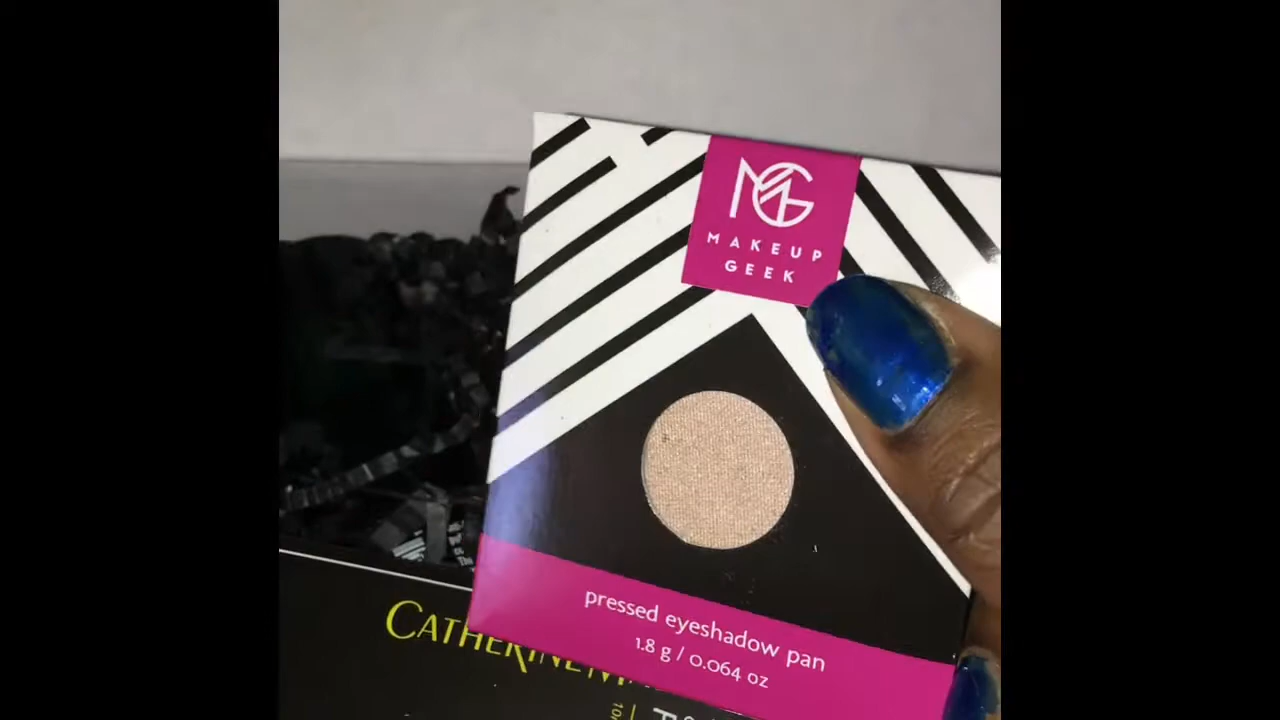 MG
MAKEUP
GEEK
pressed eyeshadow pan
1.8 g / 0.064 oz